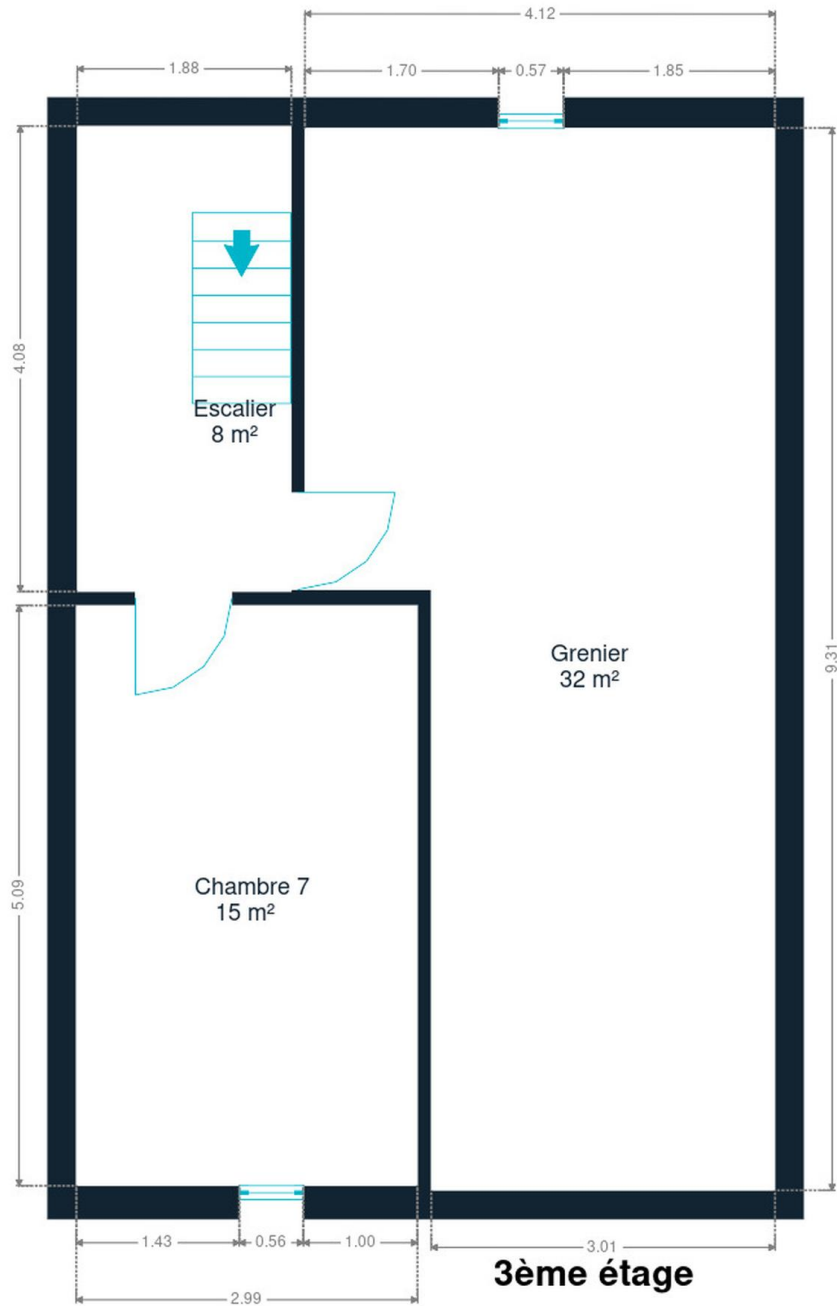 4.12
1.88
1.70
0.57
1.85
4.08
Escalier
8 m²
Grenier
32 m²
9.31
5.09
Chambre 7
15 m²
1.43
0.56
1.00
3.01
2.99
3ème étage